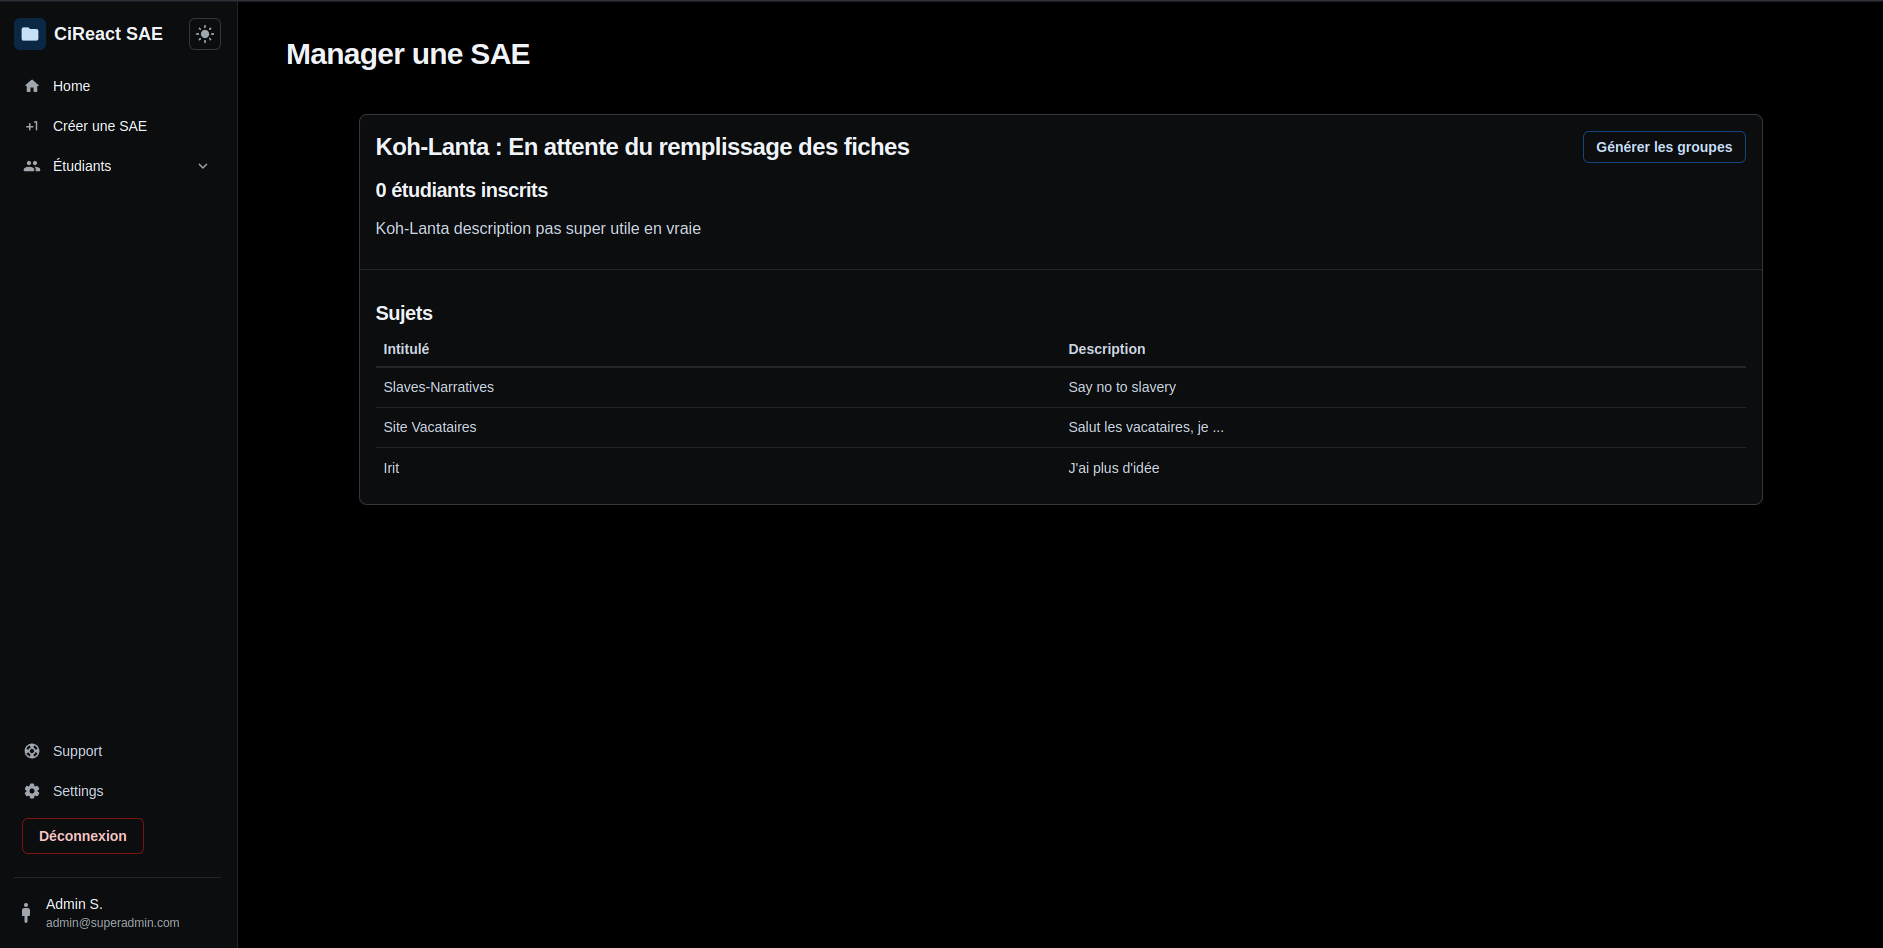 CiReact SAE
Home
+1 Créer une SAE
Étudiants
Support
Settings
Déconnexion
Admin S.
admin@superadmin.com
Manager une SAE
Koh-Lanta : En attente du remplissage des fiches
Générer les groupes
0 étudiants inscrits
Koh-Lanta description pas super utile en vraie
Sujets
Intitulé Description
Slaves-Narratives Say no to slavery
Site Vacataires Salut les vacataires, je ...
Irit J'ai plus d'idée